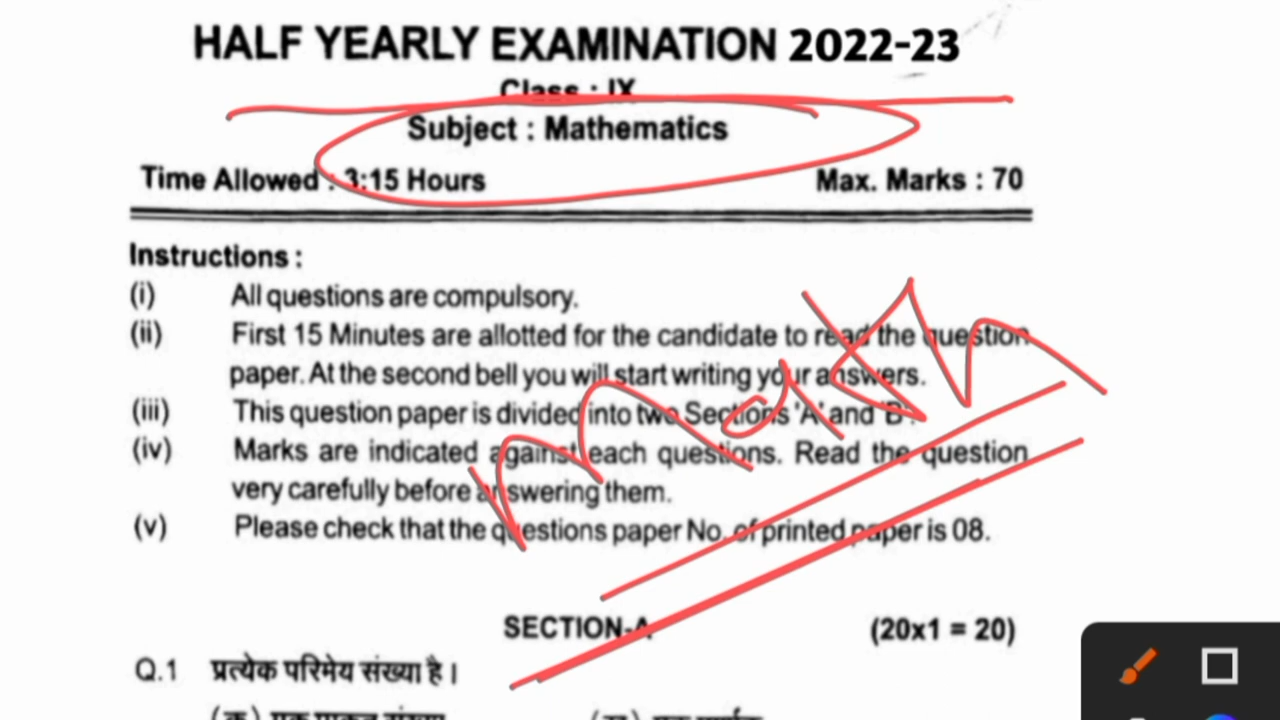 HALF YEARLY EXAMINATION 2022-23
Class : IX
Subject : Mathematics
Time Allowed : 3:15 Hours Max. Marks : 70
Instructions :
(i) All questions are compulsory.
(ii) First 15 Minutes are allotted for the candidate to read the question
paper. At the second bell you will start writing your answers.
(iii) This question paper is divided into two Sections 'A' and 'B'.
(iv) Marks are indicated against each questions. Read the question
very carefully before answering them.
(v) Please check that the questions paper No. of printed paper is 08.
Math
SECTION-A (20x1 = 20)
Q.1 प्रत्येक परिमेय संख्या है।